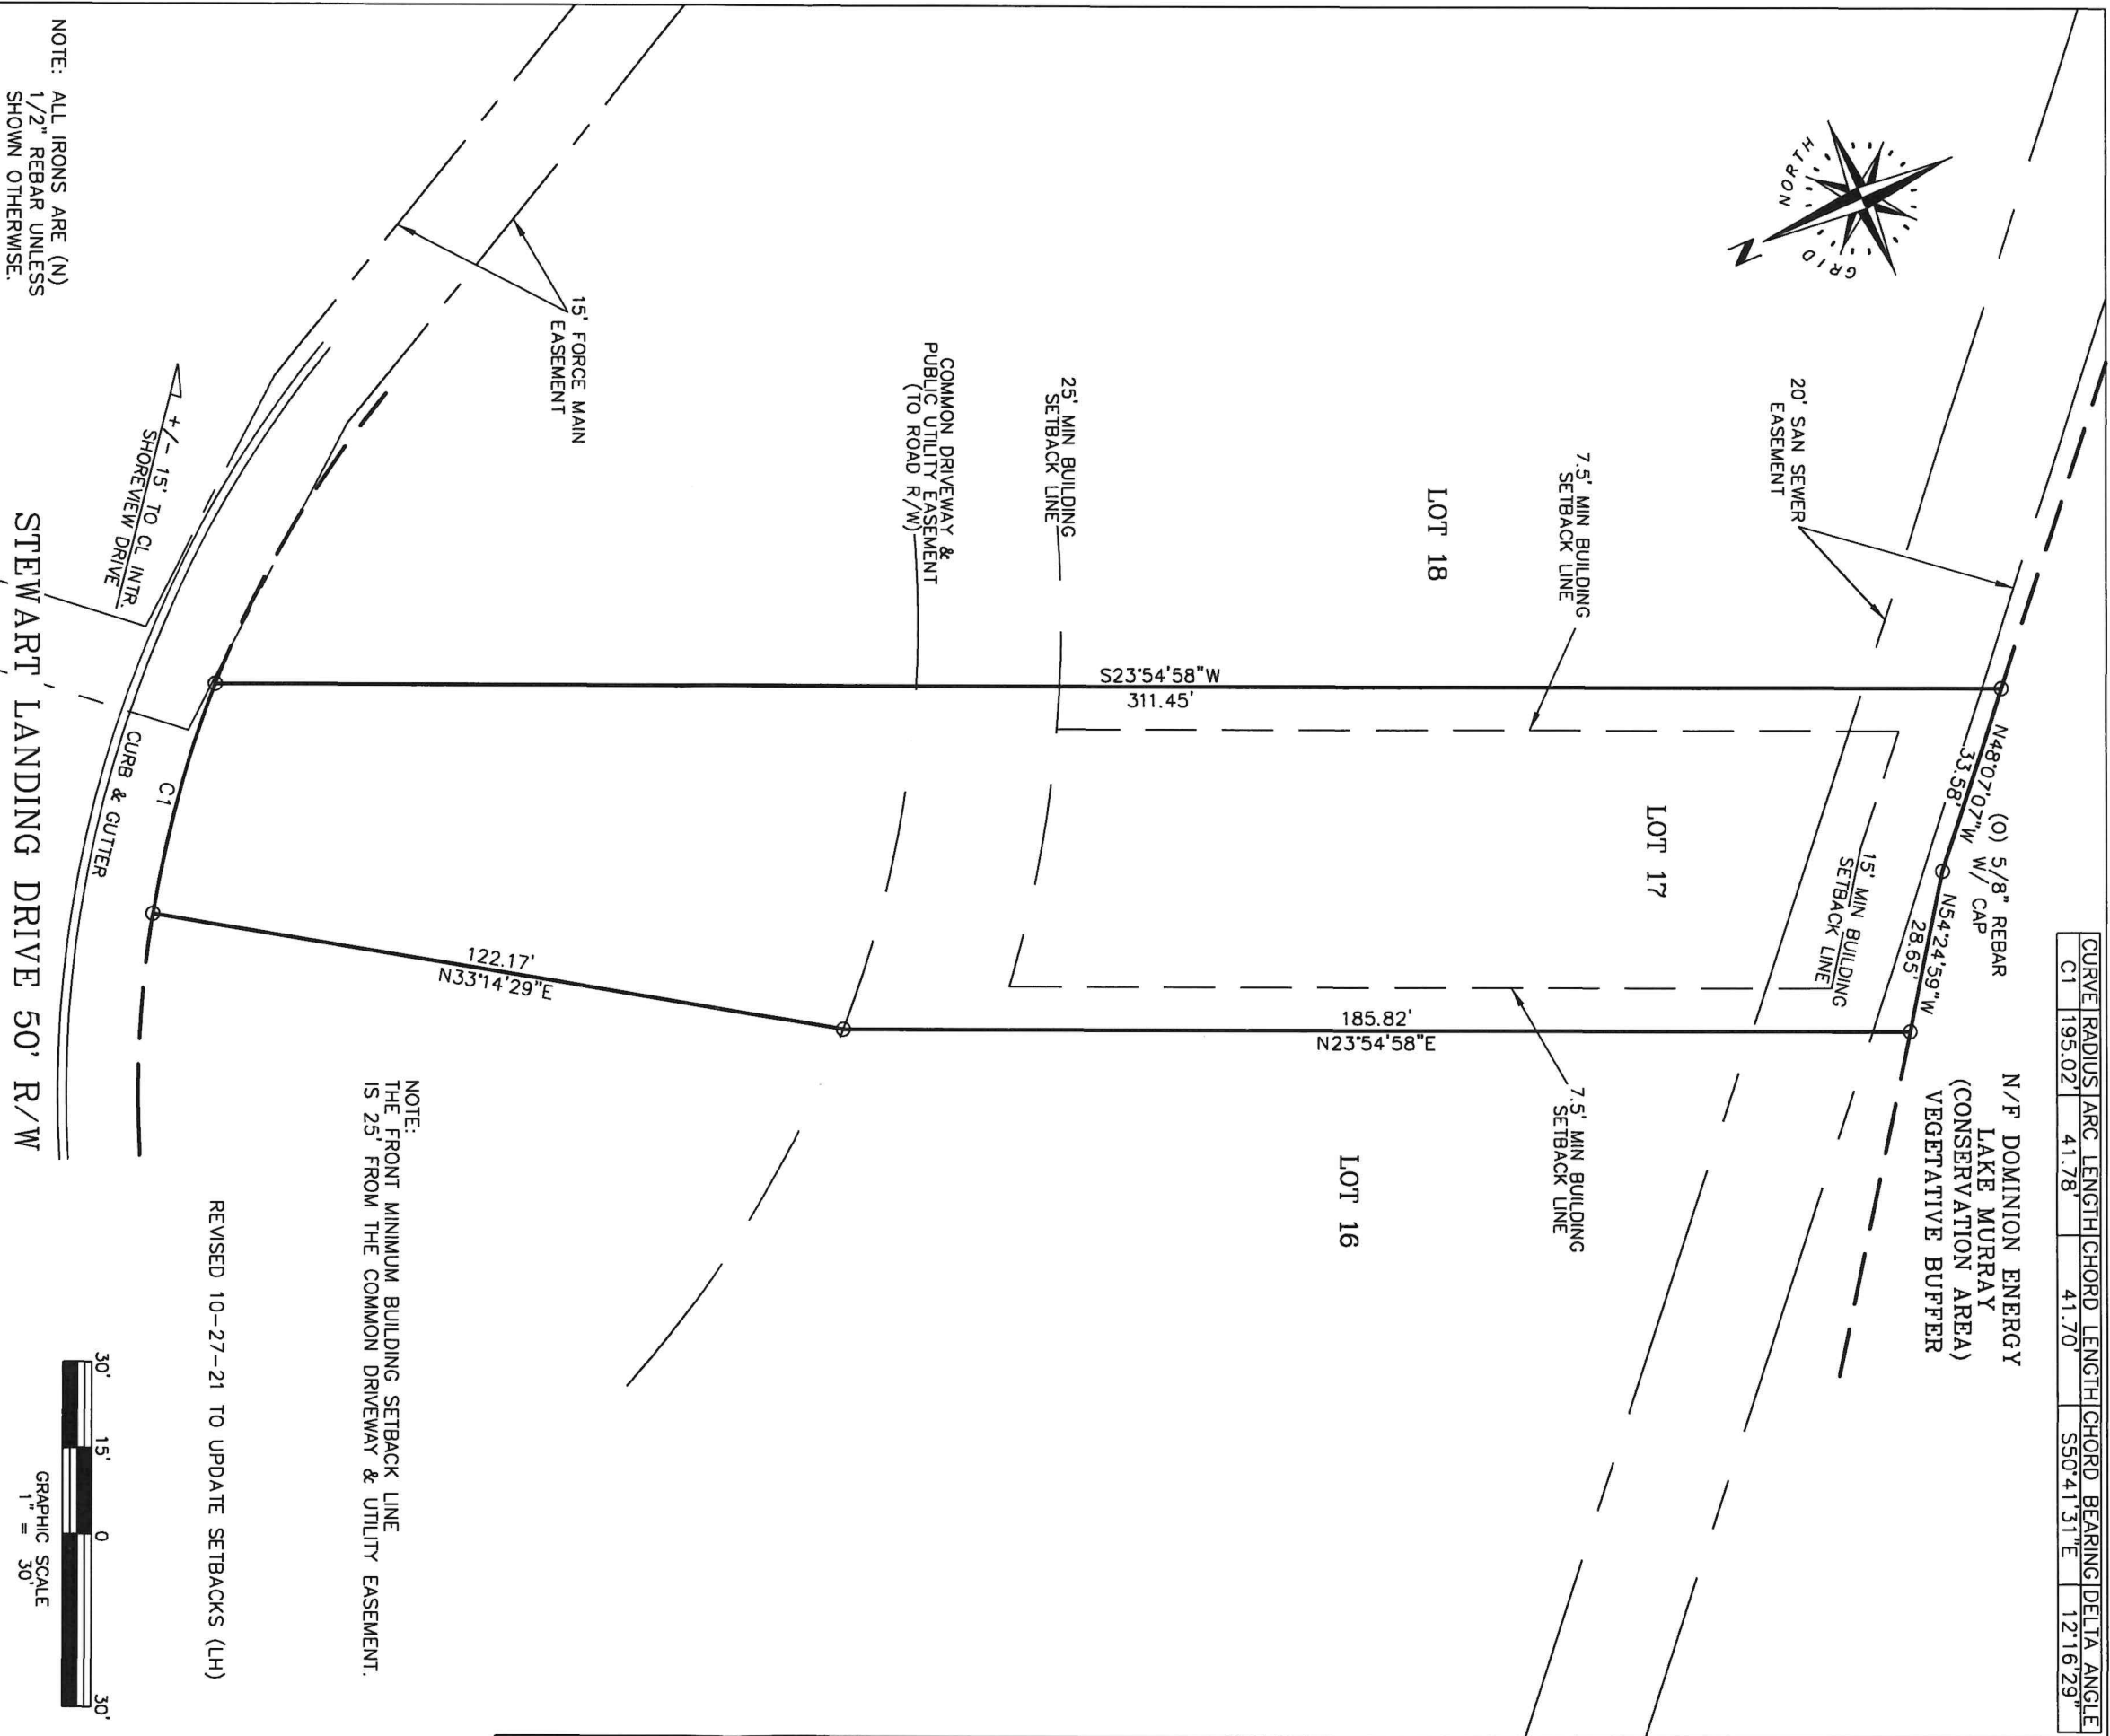 CURVE RADIUS ARC LENGTH CHORD LENGTH CHORD BEARING DELTA ANGLE
C1 195.02' 41.78' 41.70' S50°41'31"E 12°16'29"
N/F DOMINION ENERGY
LAKE MURRAY
(CONSERVATION AREA)
VEGETATIVE BUFFER
(O) 5/8" REBAR
W/ CAP
N48°07'07"W
33.58'
N54°24'59"W
28.65'
NORTH
GRID
N
20' SAN SEWER
EASEMENT
15' MIN BUILDING
SETBACK LINE
7.5' MIN BUILDING
SETBACK LINE
LOT 17
LOT 18
7.5' MIN BUILDING
SETBACK LINE
LOT 16
S23°54'58"W
311.45'
185.82'
N23°54'58"E
25' MIN BUILDING
SETBACK LINE
COMMON DRIVEWAY &
PUBLIC UTILITY EASEMENT
(TO ROAD R/W)
15' FORCE MAIN
EASEMENT
122.17'
N33°14'29"E
NOTE:
THE FRONT MINIMUM BUILDING SETBACK LINE
IS 25' FROM THE COMMON DRIVEWAY & UTILITY EASEMENT.
REVISED 10-27-21 TO UPDATE SETBACKS (LH)
C1
CURB & GUTTER
+/- 15' TO CL INTR.
SHOREVIEW DRIVE
STEWART LANDING DRIVE 50' R/W
NOTE: ALL IRONS ARE (N)
1/2" REBAR UNLESS
SHOWN OTHERWISE.
30' 15' 0 30'
GRAPHIC SCALE
1" = 30'